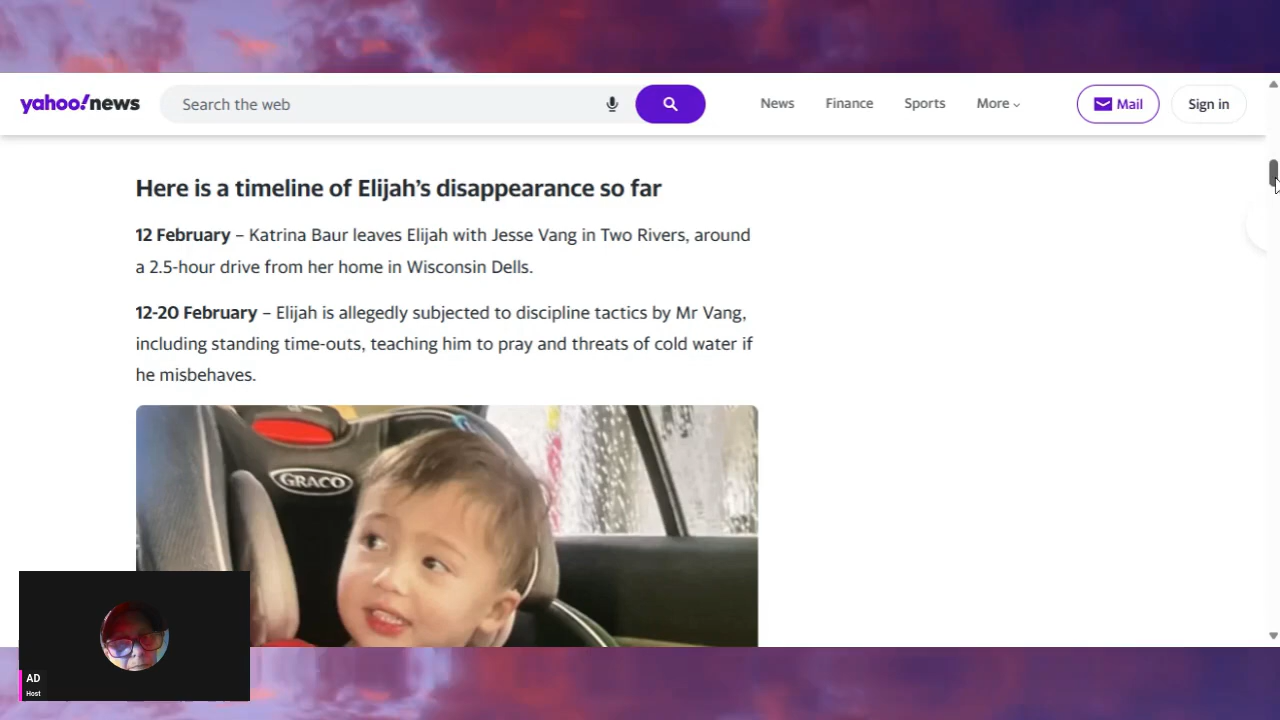 yahoo!news
Search the web
News
Finance
Sports
More
Mail
Sign in
Here is a timeline of Elijah’s disappearance so far
12 February – Katrina Baur leaves Elijah with Jesse Vang in Two Rivers, around
a 2.5-hour drive from her home in Wisconsin Dells.
12-20 February – Elijah is allegedly subjected to discipline tactics by Mr Vang,
including standing time-outs, teaching him to pray and threats of cold water if
he misbehaves.
GRACO
AD
Host